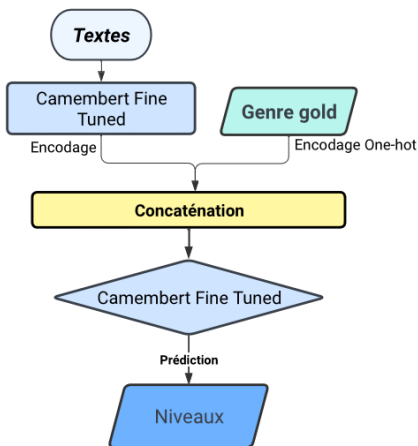 Textes
Camembert Fine
Tuned
Genre gold
Encodage
Encodage One-hot
Concaténation
Camembert Fine Tuned
Prédiction
Niveaux